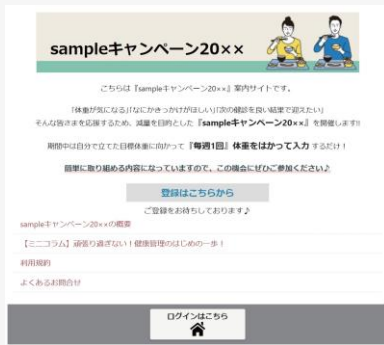 sampleキャンペーン20××
こちらは『sampleキャンペーン20××』案内サイトです。
「体重が気になる」「なにかきっかけがほしい」「次の健診を良い結果で迎えたい」
そんな皆さまを応援するため、減量を目的とした『sampleキャンペーン20××』を開催します!!
期間中は自分で立てた目標体重に向かって『毎週1回』体重をはかって入力するだけ！
簡単に取り組める内容になっていますので、この機会にぜひご参加ください♪
登録はこちらから
ご登録をお待ちしております♪
sampleキャンペーン20××の概要
【ミニコラム】頑張り過ぎない！健康管理のはじめの一歩！
利用規約
よくあるお問合せ
ログインはこちら